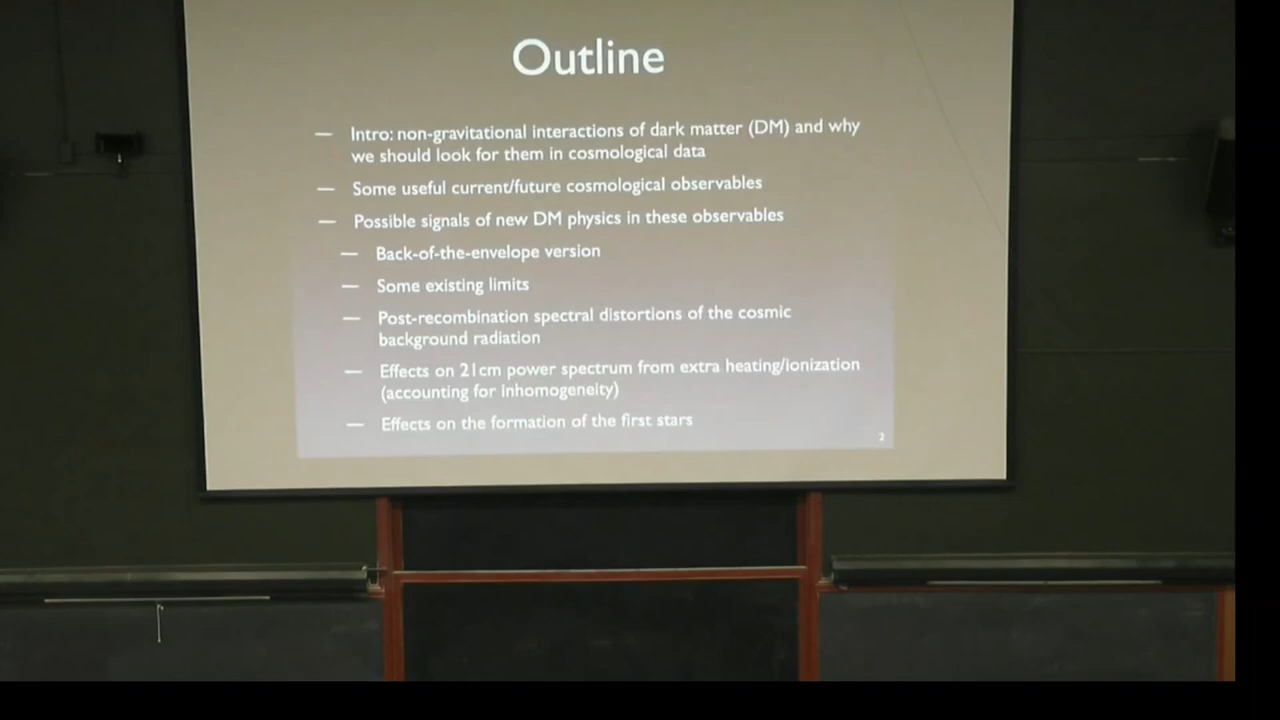 Outline
— Intro: non-gravitational interactions of dark matter (DM) and why
we should look for them in cosmological data
— Some useful current/future cosmological observables
— Possible signals of new DM physics in these observables
— Back-of-the-envelope version
— Some existing limits
— Post-recombination spectral distortions of the cosmic
background radiation
— Effects on 21cm power spectrum from extra heating/ionization
(accounting for inhomogeneity)
— Effects on the formation of the first stars
2